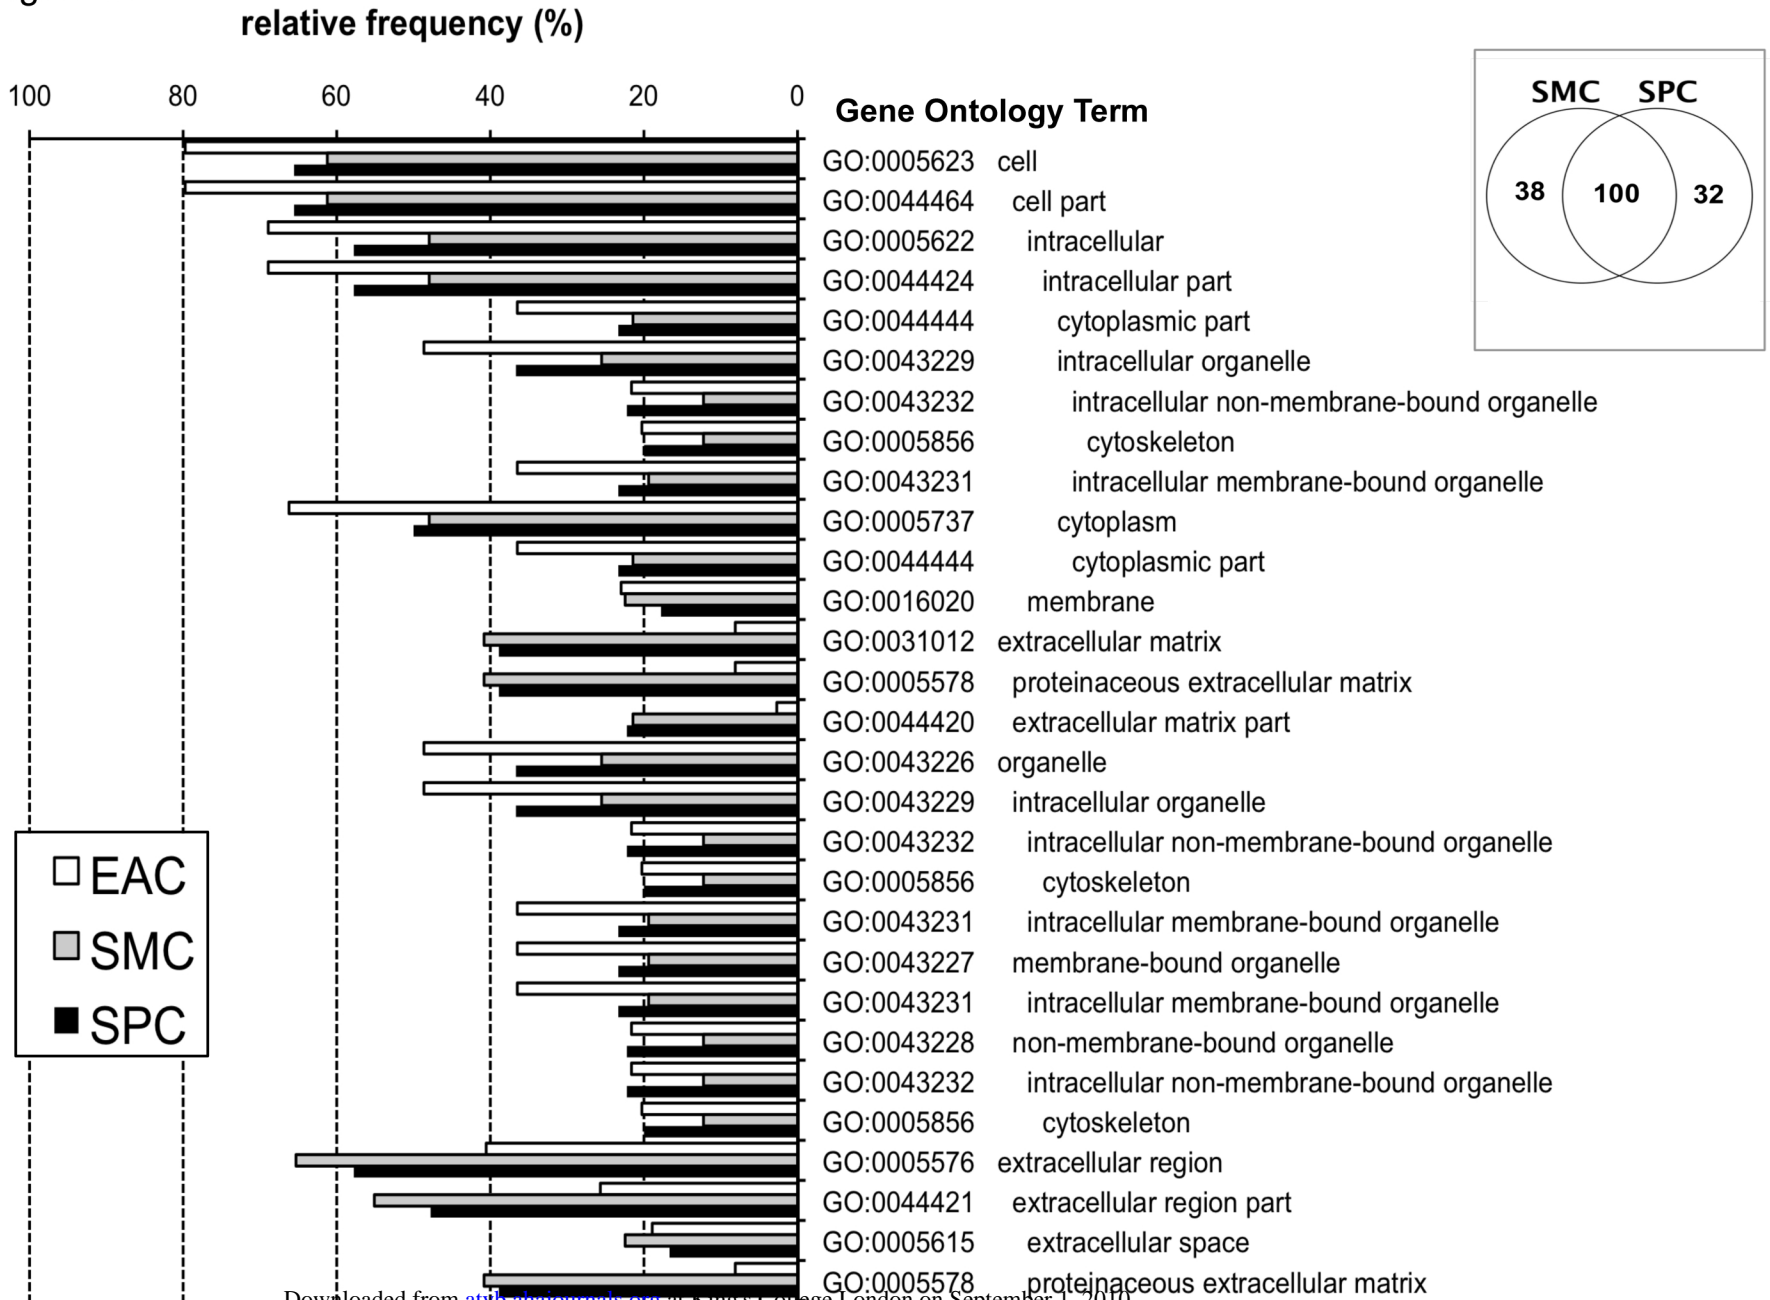 relative frequency (%)
100 80 60 40 20 0
Gene Ontology Term
SMC SPC
38 100 32
GO:0005623 cell
GO:0044464 cell part
GO:0005622 intracellular
GO:0044424 intracellular part
GO:0044444 cytoplasmic part
GO:0043229 intracellular organelle
GO:0043232 intracellular non-membrane-bound organelle
GO:0005856 cytoskeleton
GO:0043231 intracellular membrane-bound organelle
GO:0005737 cytoplasm
GO:0044444 cytoplasmic part
GO:0016020 membrane
GO:0031012 extracellular matrix
GO:0005578 proteinaceous extracellular matrix
GO:0044420 extracellular matrix part
GO:0043226 organelle
GO:0043229 intracellular organelle
GO:0043232 intracellular non-membrane-bound organelle
GO:0005856 cytoskeleton
GO:0043231 intracellular membrane-bound organelle
GO:0043227 membrane-bound organelle
GO:0043231 intracellular membrane-bound organelle
GO:0043228 non-membrane-bound organelle
GO:0043232 intracellular non-membrane-bound organelle
GO:0005856 cytoskeleton
GO:0005576 extracellular region
GO:0044421 extracellular region part
GO:0005615 extracellular space
GO:0005578 proteinaceous extracellular matrix
EAC
SMC
SPC
Downloaded from atvb.ahajournals.org at King's College London on September 1, 2010